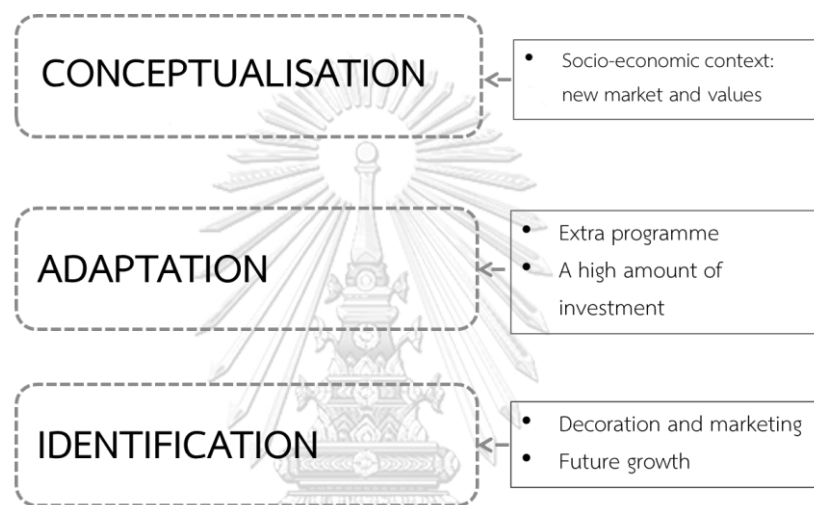 CONCEPTUALISATION
• Socio-economic context:
new market and values
ADAPTATION
• Extra programme
• A high amount of
investment
IDENTIFICATION
• Decoration and marketing
• Future growth